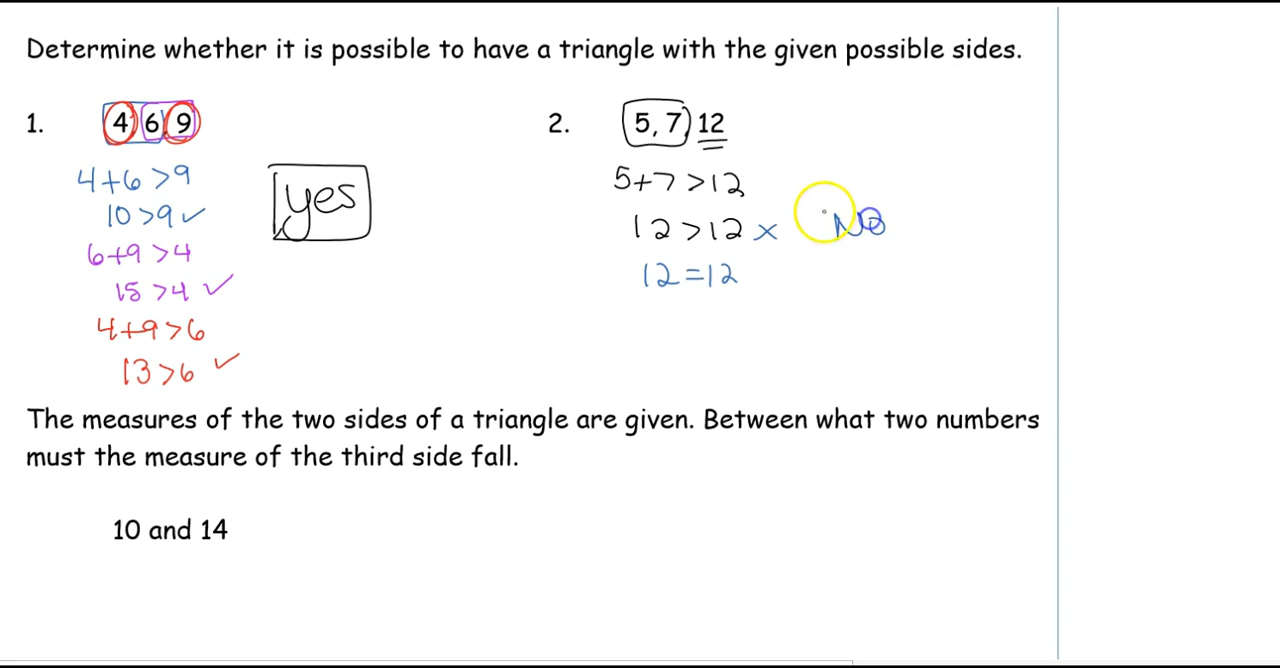 Determine whether it is possible to have a triangle with the given possible sides.
1. 4 6, 9
4+6 >9
10 >9 ✓
6+9 >4
15 >4 ✓
4+9 >6
13 >6 ✓
yes
2. 5, 7, 12
5+7 >12
12 >12 x
No
12 =12
The measures of the two sides of a triangle are given. Between what two numbers
must the measure of the third side fall.
10 and 14